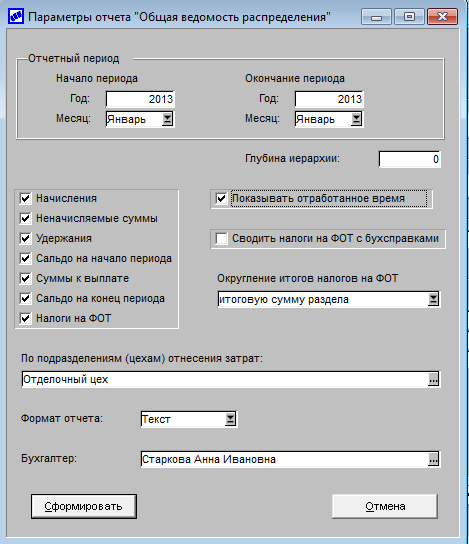 Параметры отчета "Общая ведомость распределения"
Отчетный период
Начало периода Окончание периода
Год: 2013 Год: 2013
Месяц: Январь Месяц: Январь
Глубина иерархии: 0
Начисления Показывать отработанное время
Неначисляемые суммы
Удержания Сводить налоги на ФОТ с бухсправками
Сальдо на начало периода
Суммы к выплате Округление итогов налогов на ФОТ
Сальдо на конец периода итоговую сумму раздела
Налоги на ФОТ
По подразделениям (цехам) отнесения затрат:
Отделочный цех ...
Формат отчета: Текст
Бухгалтер: Старкова Анна Ивановна ...
Сформировать Отмена